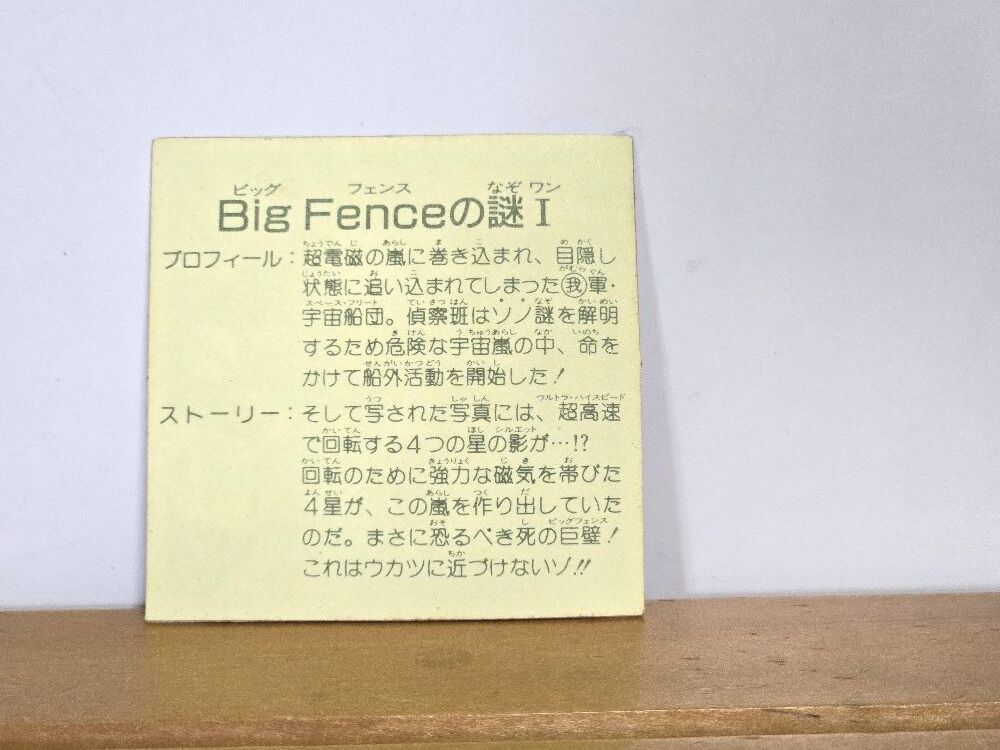 Big Fenceの謎 I
プロフィール：超電磁の嵐に巻き込まれ、目隠し
状態に追い込まれてしまった我軍・
宇宙船団。偵察班はソノ謎を解明
するため危険な宇宙嵐の中、命を
かけて船外活動を開始した！
ストーリー：そして写された写真には、超高速
で回転する4つの星の影が…!?
回転のために強力な磁気を帯びた
4星が、この嵐を作り出していた
のだ。まさに恐るべき死の巨壁！
これはウカツに近づけないゾ!!